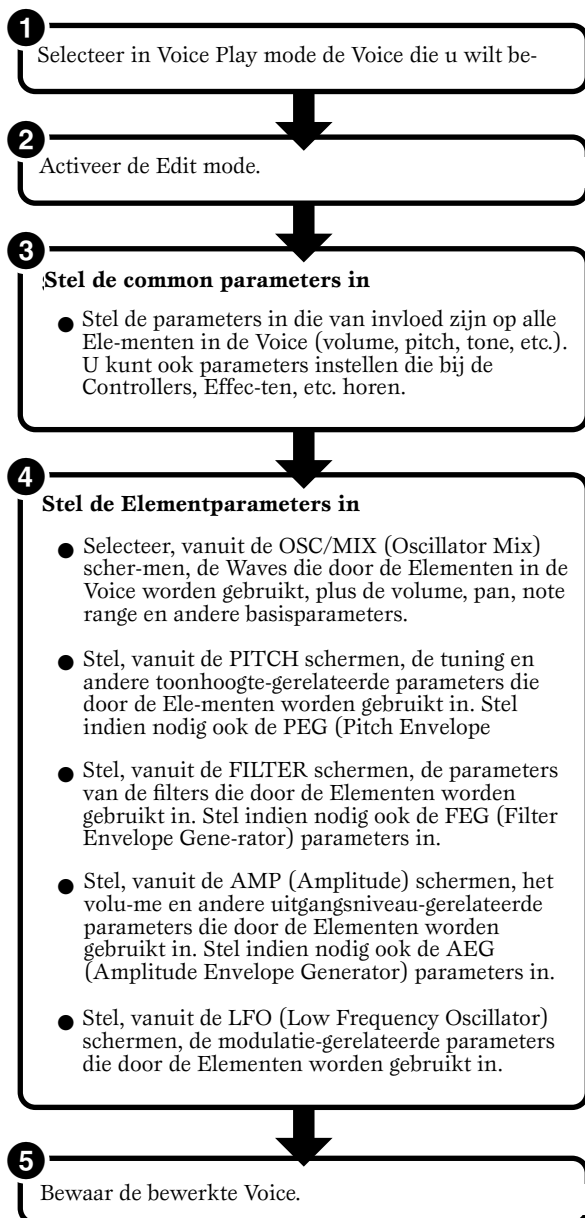 1
Selecteer in Voice Play mode de Voice die u wilt be-
2
Activeer de Edit mode.
3
Stel de common parameters in
● Stel de parameters in die van invloed zijn op alle
Ele-menten in de Voice (volume, pitch, tone, etc.).
U kunt ook parameters instellen die bij de
Controllers, Effec-ten, etc. horen.
4
Stel de Elementparameters in
● Selecteer, vanuit de OSC/MIX (Oscillator Mix)
scher-men, de Waves die door de Elementen in de
Voice worden gebruikt, plus de volume, pan, note
range en andere basisparameters.
● Stel, vanuit de PITCH schermen, de tuning en
andere toonhoogte-gerelateerde parameters die
door de Ele-menten worden gebruikt in. Stel
indien nodig ook de PEG (Pitch Envelope
● Stel, vanuit de FILTER schermen, de parameters
van de filters die door de Elementen worden
gebruikt in. Stel indien nodig ook de FEG (Filter
Envelope Gene-rator) parameters in.
● Stel, vanuit de AMP (Amplitude) schermen, het
volu-me en andere uitgangsniveau-gerelateerde
parameters die door de Elementen worden
gebruikt in. Stel indien nodig ook de AEG
(Amplitude Envelope Generator) parameters in.
● Stel, vanuit de LFO (Low Frequency Oscillator)
schermen, de modulatie-gerelateerde parameters
die door de Elementen worden gebruikt in.
5
Bewaar de bewerkte Voice.